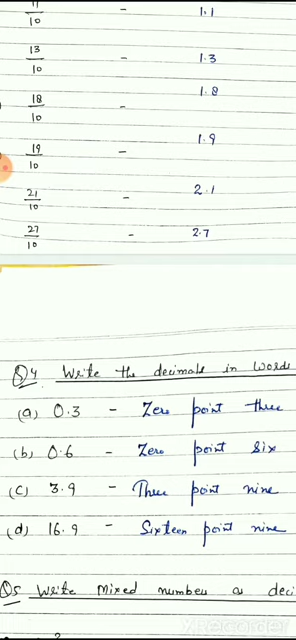 11/10 - 1.1
13/10 - 1.3
18/10 - 1.8
19/10 - 1.9
21/10 - 2.1
27/10 - 2.7
Q4 Write the decimals in words
(a) 0.3 - Zero point three
(b) 0.6 - Zero point six
(c) 3.9 - Three point nine
(d) 16.9 - Sixteen point nine
Q5 Write Mixed number as deci